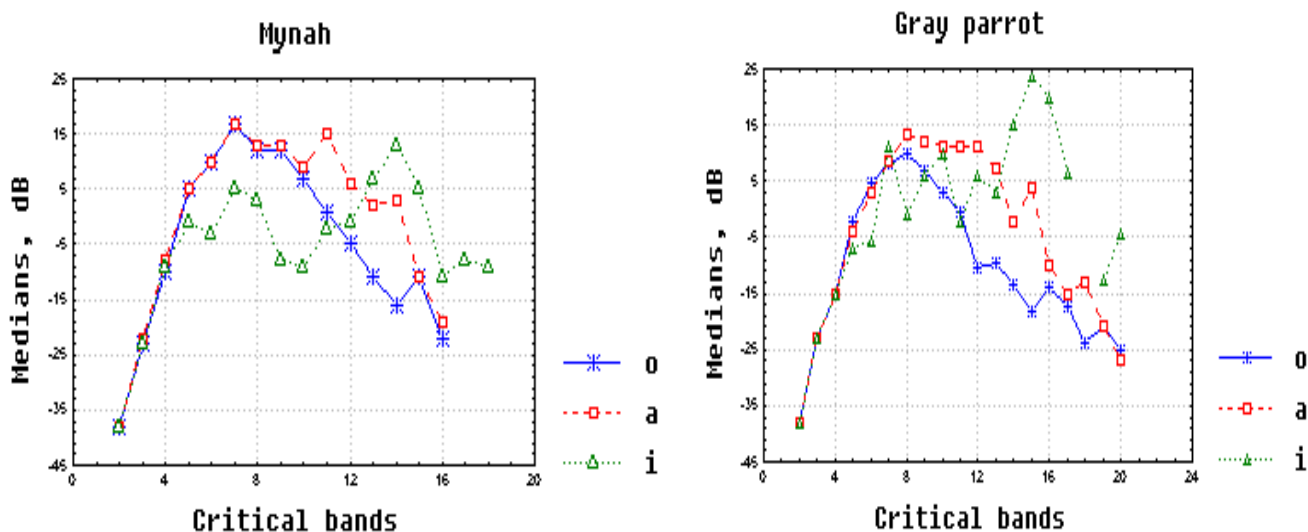 Mynah
Medians, dB
25
15
5
-5
-15
-25
-35
-45
0 4 8 12 16 20
Critical bands
o
a
i
Gray parrot
Medians, dB
25
15
5
-5
-15
-25
-35
-45
0 4 8 12 16 20 24
Critical bands
o
a
i